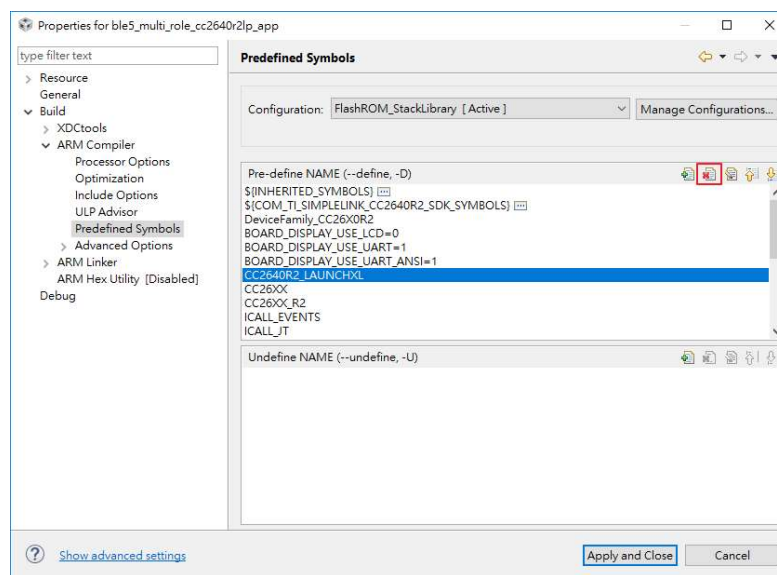 Properties for ble5_multi_role_cc2640r2lp_app
type filter text
Resource
General
Build
XDCtools
ARM Compiler
Processor Options
Optimization
Include Options
ULP Advisor
Predefined Symbols
Advanced Options
ARM Linker
ARM Hex Utility [Disabled]
Debug
Predefined Symbols
Configuration: FlashROM_StackLibrary [ Active ] Manage Configurations...
Pre-define NAME (--define, -D)
${INHERITED_SYMBOLS}
${COM_TI_SIMPLELINK_CC2640R2_SDK_SYMBOLS}
DeviceFamily_CC26X0R2
BOARD_DISPLAY_USE_LCD=0
BOARD_DISPLAY_USE_UART=1
BOARD_DISPLAY_USE_UART_ANSI=1
CC2640R2_LAUNCHXL
CC26XX
CC26XX_R2
ICALL_EVENTS
ICALL_JT
Undefine NAME (--undefine, -U)
Show advanced settings
Apply and Close Cancel